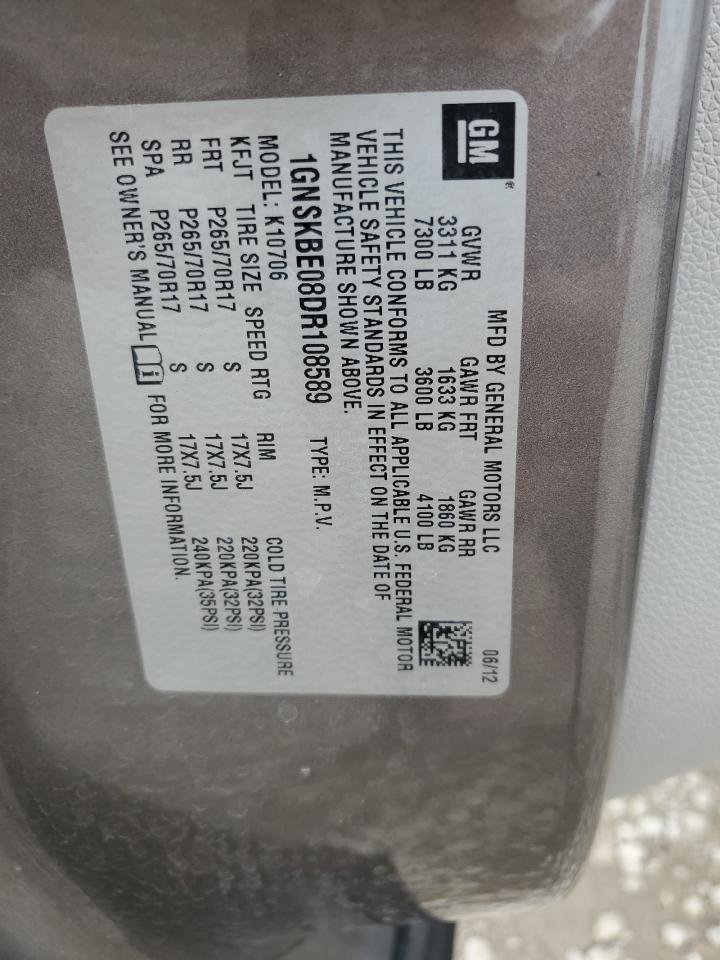 GM®
MFD BY GENERAL MOTORS LLC 06/12
GVWR GAWR FRT GAWR RR
3311 KG 1633 KG 1860 KG
7300 LB 3600 LB 4100 LB
THIS VEHICLE CONFORMS TO ALL APPLICABLE U.S. FEDERAL MOTOR
VEHICLE SAFETY STANDARDS IN EFFECT ON THE DATE OF
MANUFACTURE SHOWN ABOVE.
1GNSKBE08DR108589 TYPE: M.P.V.
MODEL: K10706
KFJT TIRE SIZE SPEED RTG RIM COLD TIRE PRESSURE
FRT P265/70R17 S 17X7.5J 220KPA(32PSI)
RR P265/70R17 S 17X7.5J 220KPA(32PSI)
SPA P265/70R17 S 17X7.5J 240KPA(35PSI)
SEE OWNER'S MANUAL i FOR MORE INFORMATION.